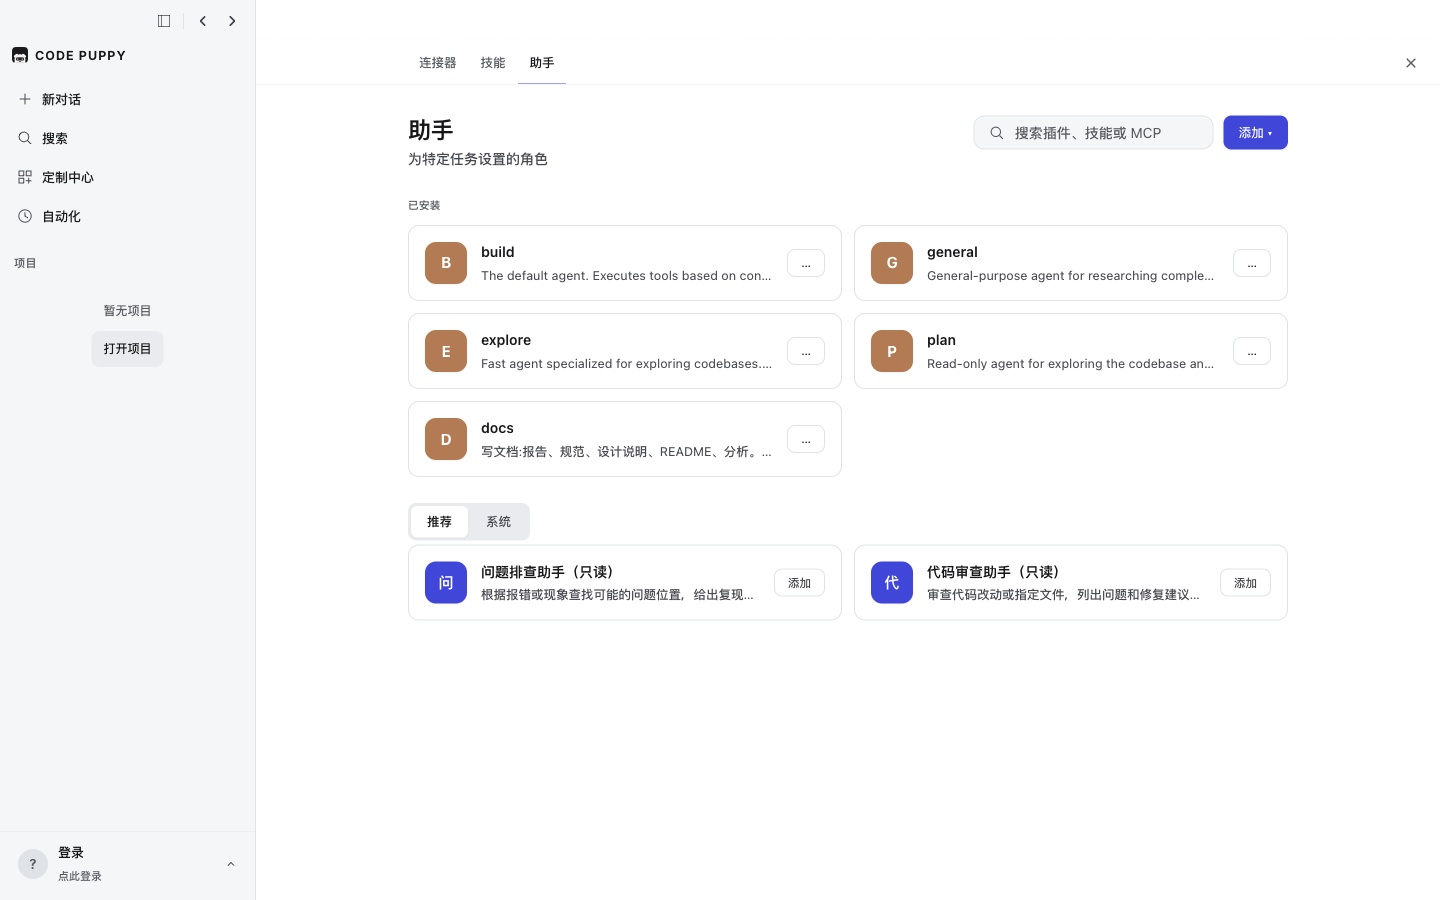 CODE PUPPY
新对话
搜索
定制中心
自动化
项目
暂无项目
打开项目
?
登录
点此登录
连接器
技能
助手
助手
为特定任务设置的角色
搜索插件、技能或 MCP
添加
已安装
B
build
The default agent. Executes tools based on con...
...
G
general
General-purpose agent for researching comple...
...
E
explore
Fast agent specialized for exploring codebases....
...
P
plan
Read-only agent for exploring the codebase an...
...
D
docs
写文档:报告、规范、设计说明、README、分析。...
...
推荐
系统
问
问题排查助手（只读）
根据报错或现象查找可能的问题位置，给出复现...
添加
代
代码审查助手（只读）
审查代码改动或指定文件，列出问题和修复建议...
添加